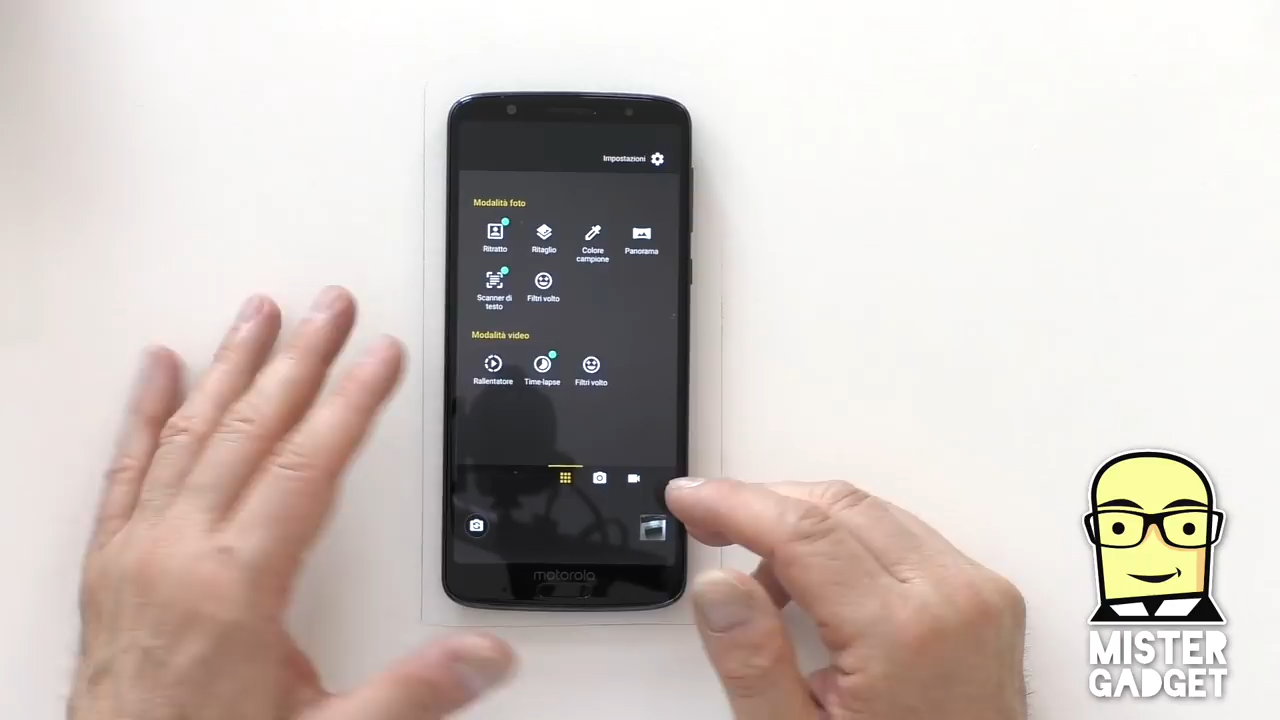 Impostazioni
Modalità foto
Ritratto
Ritaglio
Colore
campione
Panorama
Scanner di
testo
Filtri volto
Modalità video
Rallentatore
Time-lapse
Filtri volto
motorola
MISTER
GADGET